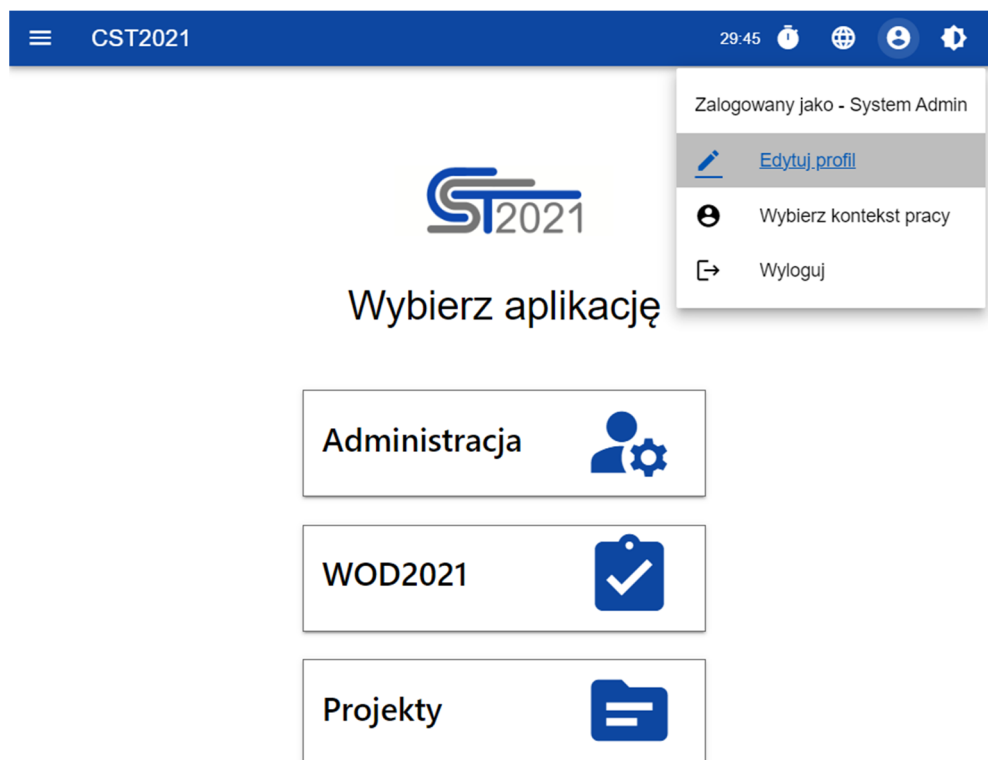 CST2021
29:45
Zalogowany jako - System Admin
Edytuj profil
Wybierz kontekst pracy
Wyloguj
CST2021
Wybierz aplikację
Administracja
WOD2021
Projekty